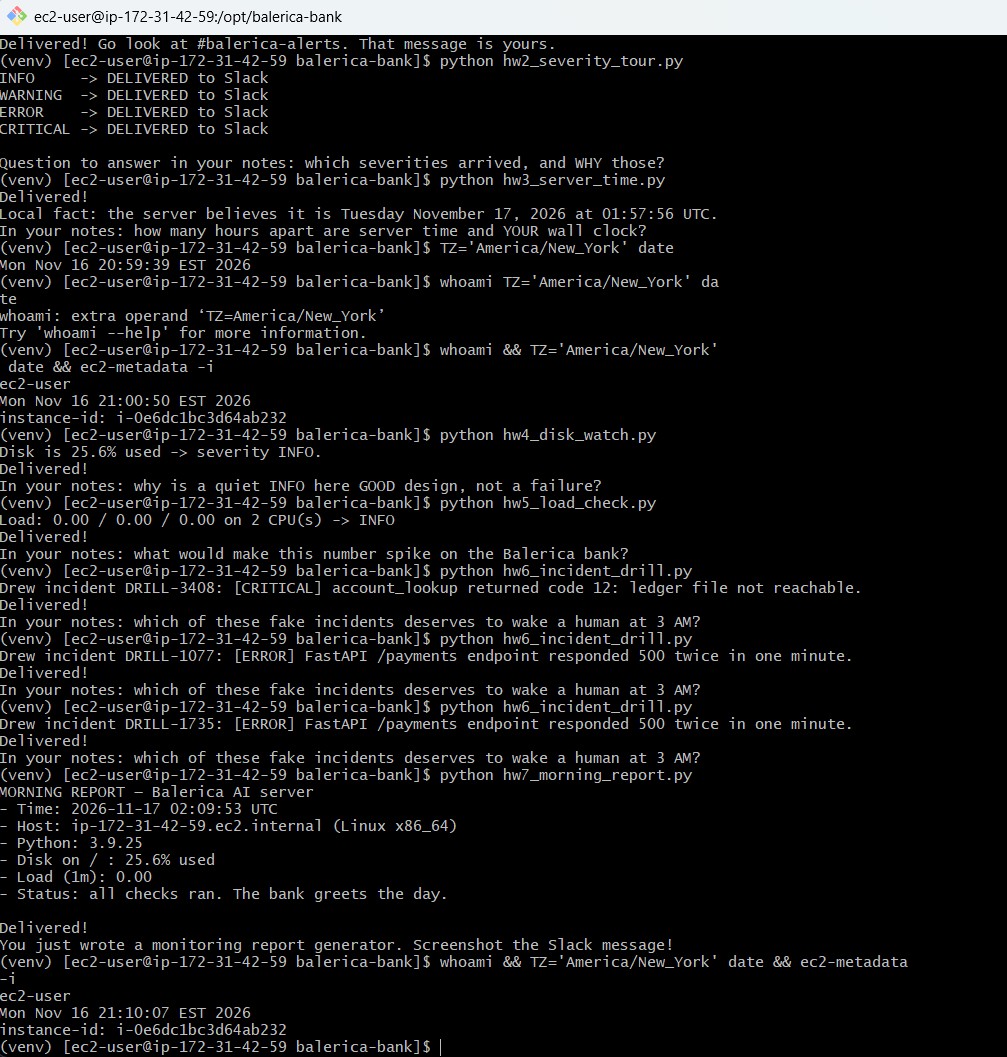 ec2-user@ip-172-31-42-59:/opt/balerica-bank
Delivered! Go look at #balerica-alerts. That message is yours.
(venv) [ec2-user@ip-172-31-42-59 balerica-bank]$ python hw2_severity_tour.py
INFO     -> DELIVERED to Slack
WARNING  -> DELIVERED to Slack
ERROR    -> DELIVERED to Slack
CRITICAL -> DELIVERED to Slack
Question to answer in your notes: which severities arrived, and WHY those?
(venv) [ec2-user@ip-172-31-42-59 balerica-bank]$ python hw3_server_time.py
Delivered!
Local fact: the server believes it is Tuesday November 17, 2026 at 01:57:56 UTC.
In your notes: how many hours apart are server time and YOUR wall clock?
(venv) [ec2-user@ip-172-31-42-59 balerica-bank]$ TZ='America/New_York' date
Mon Nov 16 20:59:39 EST 2026
(venv) [ec2-user@ip-172-31-42-59 balerica-bank]$ whoami TZ='America/New_York' da
te
whoami: extra operand ‘TZ=America/New_York’
Try 'whoami --help' for more information.
(venv) [ec2-user@ip-172-31-42-59 balerica-bank]$ whoami && TZ='America/New_York'
 date && ec2-metadata -i
ec2-user
Mon Nov 16 21:00:50 EST 2026
instance-id: i-0e6dc1bc3d64ab232
(venv) [ec2-user@ip-172-31-42-59 balerica-bank]$ python hw4_disk_watch.py
Disk is 25.6% used -> severity INFO.
Delivered!
In your notes: why is a quiet INFO here GOOD design, not a failure?
(venv) [ec2-user@ip-172-31-42-59 balerica-bank]$ python hw5_load_check.py
Load: 0.00 / 0.00 / 0.00 on 2 CPU(s) -> INFO
Delivered!
In your notes: what would make this number spike on the Balerica bank?
(venv) [ec2-user@ip-172-31-42-59 balerica-bank]$ python hw6_incident_drill.py
Drew incident DRILL-3408: [CRITICAL] account_lookup returned code 12: ledger file not reachable.
Delivered!
In your notes: which of these fake incidents deserves to wake a human at 3 AM?
(venv) [ec2-user@ip-172-31-42-59 balerica-bank]$ python hw6_incident_drill.py
Drew incident DRILL-1077: [ERROR] FastAPI /payments endpoint responded 500 twice in one minute.
Delivered!
In your notes: which of these fake incidents deserves to wake a human at 3 AM?
(venv) [ec2-user@ip-172-31-42-59 balerica-bank]$ python hw6_incident_drill.py
Drew incident DRILL-1735: [ERROR] FastAPI /payments endpoint responded 500 twice in one minute.
Delivered!
In your notes: which of these fake incidents deserves to wake a human at 3 AM?
(venv) [ec2-user@ip-172-31-42-59 balerica-bank]$ python hw7_morning_report.py
MORNING REPORT — Balerica AI server
- Time: 2026-11-17 02:09:53 UTC
- Host: ip-172-31-42-59.ec2.internal (Linux x86_64)
- Python: 3.9.25
- Disk on / : 25.6% used
- Load (1m): 0.00
- Status: all checks ran. The bank greets the day.
Delivered!
You just wrote a monitoring report generator. Screenshot the Slack message!
(venv) [ec2-user@ip-172-31-42-59 balerica-bank]$ whoami && TZ='America/New_York' date && ec2-metadata
-i
ec2-user
Mon Nov 16 21:10:07 EST 2026
instance-id: i-0e6dc1bc3d64ab232
(venv) [ec2-user@ip-172-31-42-59 balerica-bank]$